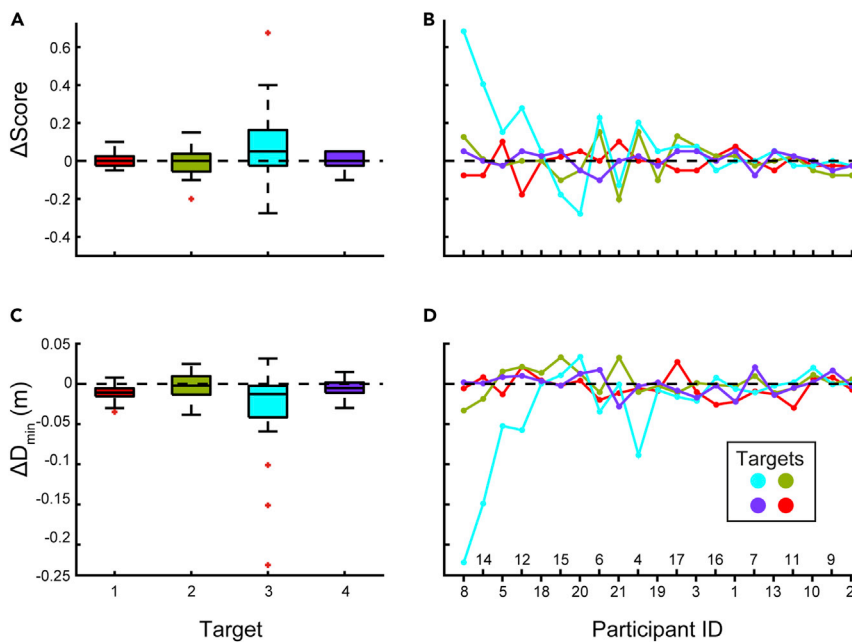 A
B
ΔScore
0.6
0.4
0.2
0
-0.2
-0.4
C
D
ΔDmin (m)
0.05
0
-0.05
-0.1
-0.15
-0.2
-0.25
Targets
14 12 15 6 4 17 16 7 11 9
1 2 3 4
8 5 18 20 21 19 3 1 13 10 2
Target
Participant ID